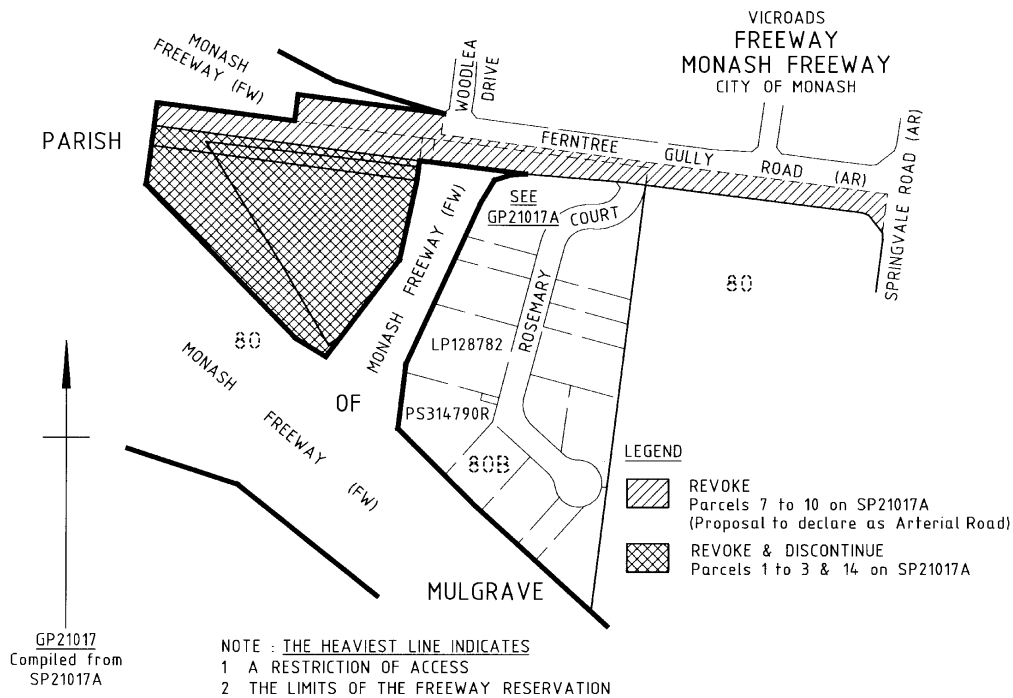 VICROADS
FREEWAY
MONASH FREEWAY
CITY OF MONASH
MONASH
FREEWAY (FW)
WOODLEA
DRIVE
PARISH
FERNTREE GULLY ROAD (AR)
SPRINGVALE ROAD (AR)
SEE
GP21017A
COURT
ROSEMARY
MONASH FREEWAY (FW)
80
80
LP128782
MONASH FREEWAY (FW)
OF
PS314790R
80B
MULGRAVE
LEGEND
REVOKE
Parcels 7 to 10 on SP21017A
(Proposal to declare as Arterial Road)
REVOKE & DISCONTINUE
Parcels 1 to 3 & 14 on SP21017A
GP21017
Compiled from
SP21017A
NOTE : THE HEAVIEST LINE INDICATES
1 A RESTRICTION OF ACCESS
2 THE LIMITS OF THE FREEWAY RESERVATION